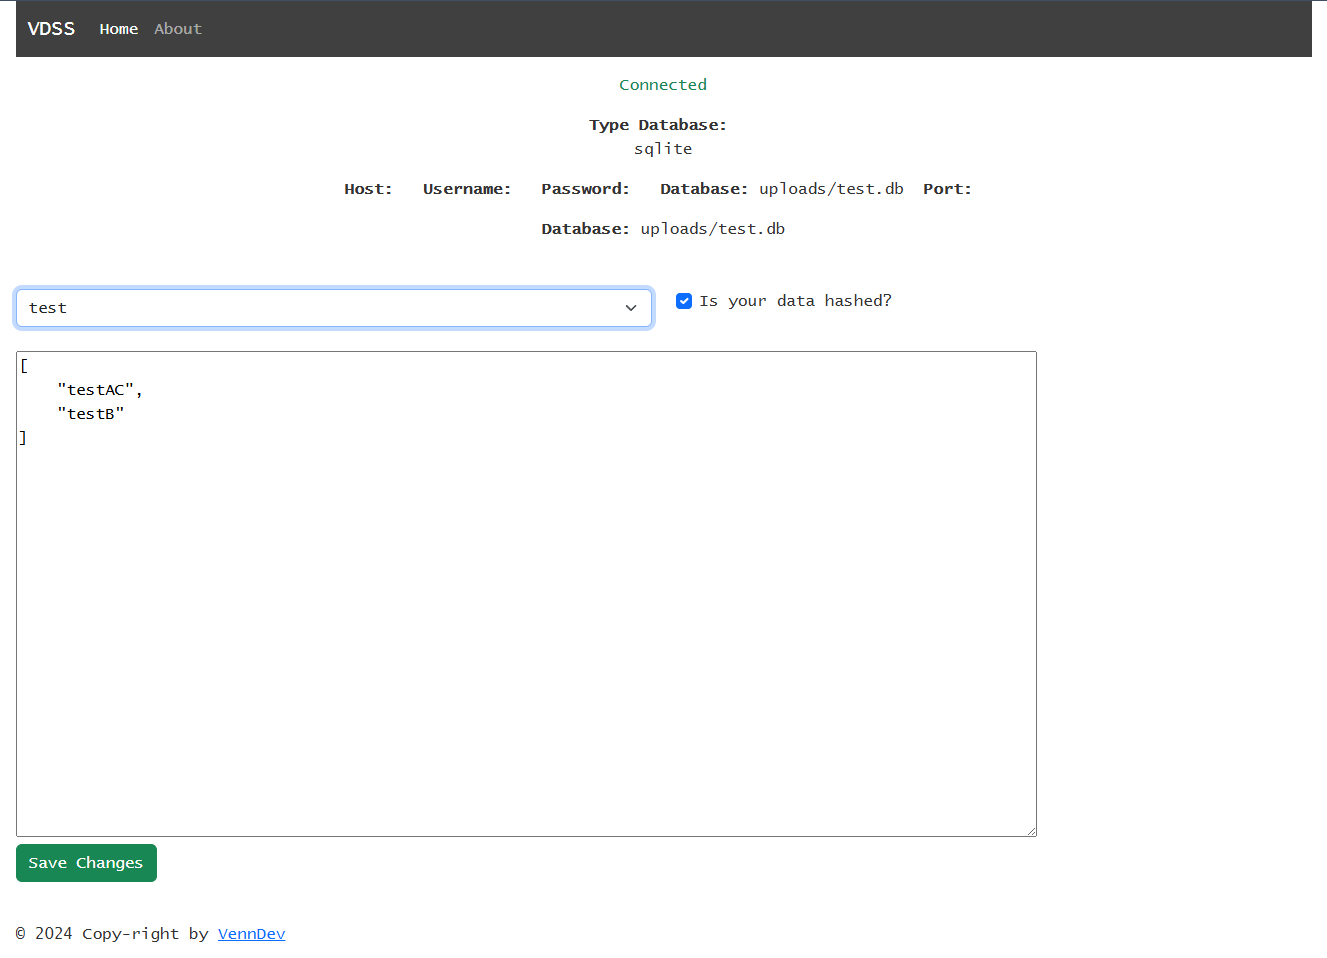 VDSS Home About
Connected
Type Database:
sqlite
Host: Username: Password: Database: uploads/test.db Port:
Database: uploads/test.db
test
Is your data hashed?
[
"testAC",
"testB"
]
Save Changes
© 2024 Copy-right by VennDev